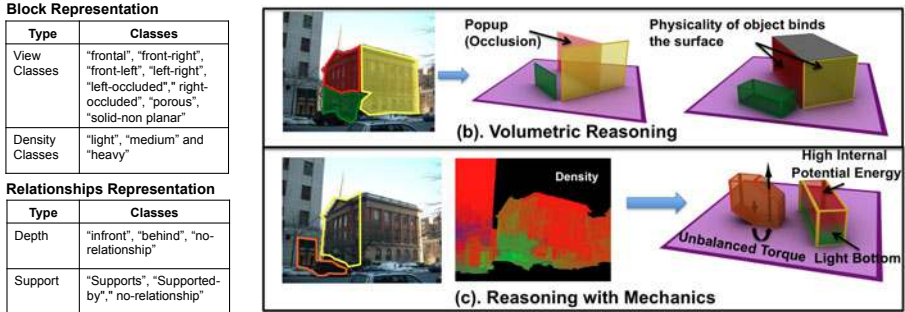 Block Representation
Type Classes
View Classes
"frontal", "front-right",
"front-left", "left-right",
"left-occluded"," right-
occluded", "porous",
"solid-non planar"
Density Classes
"light", "medium" and
"heavy"
Relationships Representation
Type Classes
Depth
"infront", "behind", "no-
relationship"
Support
"Supports", "Supported-
by"," no-relationship"
Popup
(Occlusion)
Physicality of object binds
the surface
(b). Volumetric Reasoning
Density
High Internal
Potential Energy
Unbalanced Torque
Light Bottom
(c). Reasoning with Mechanics